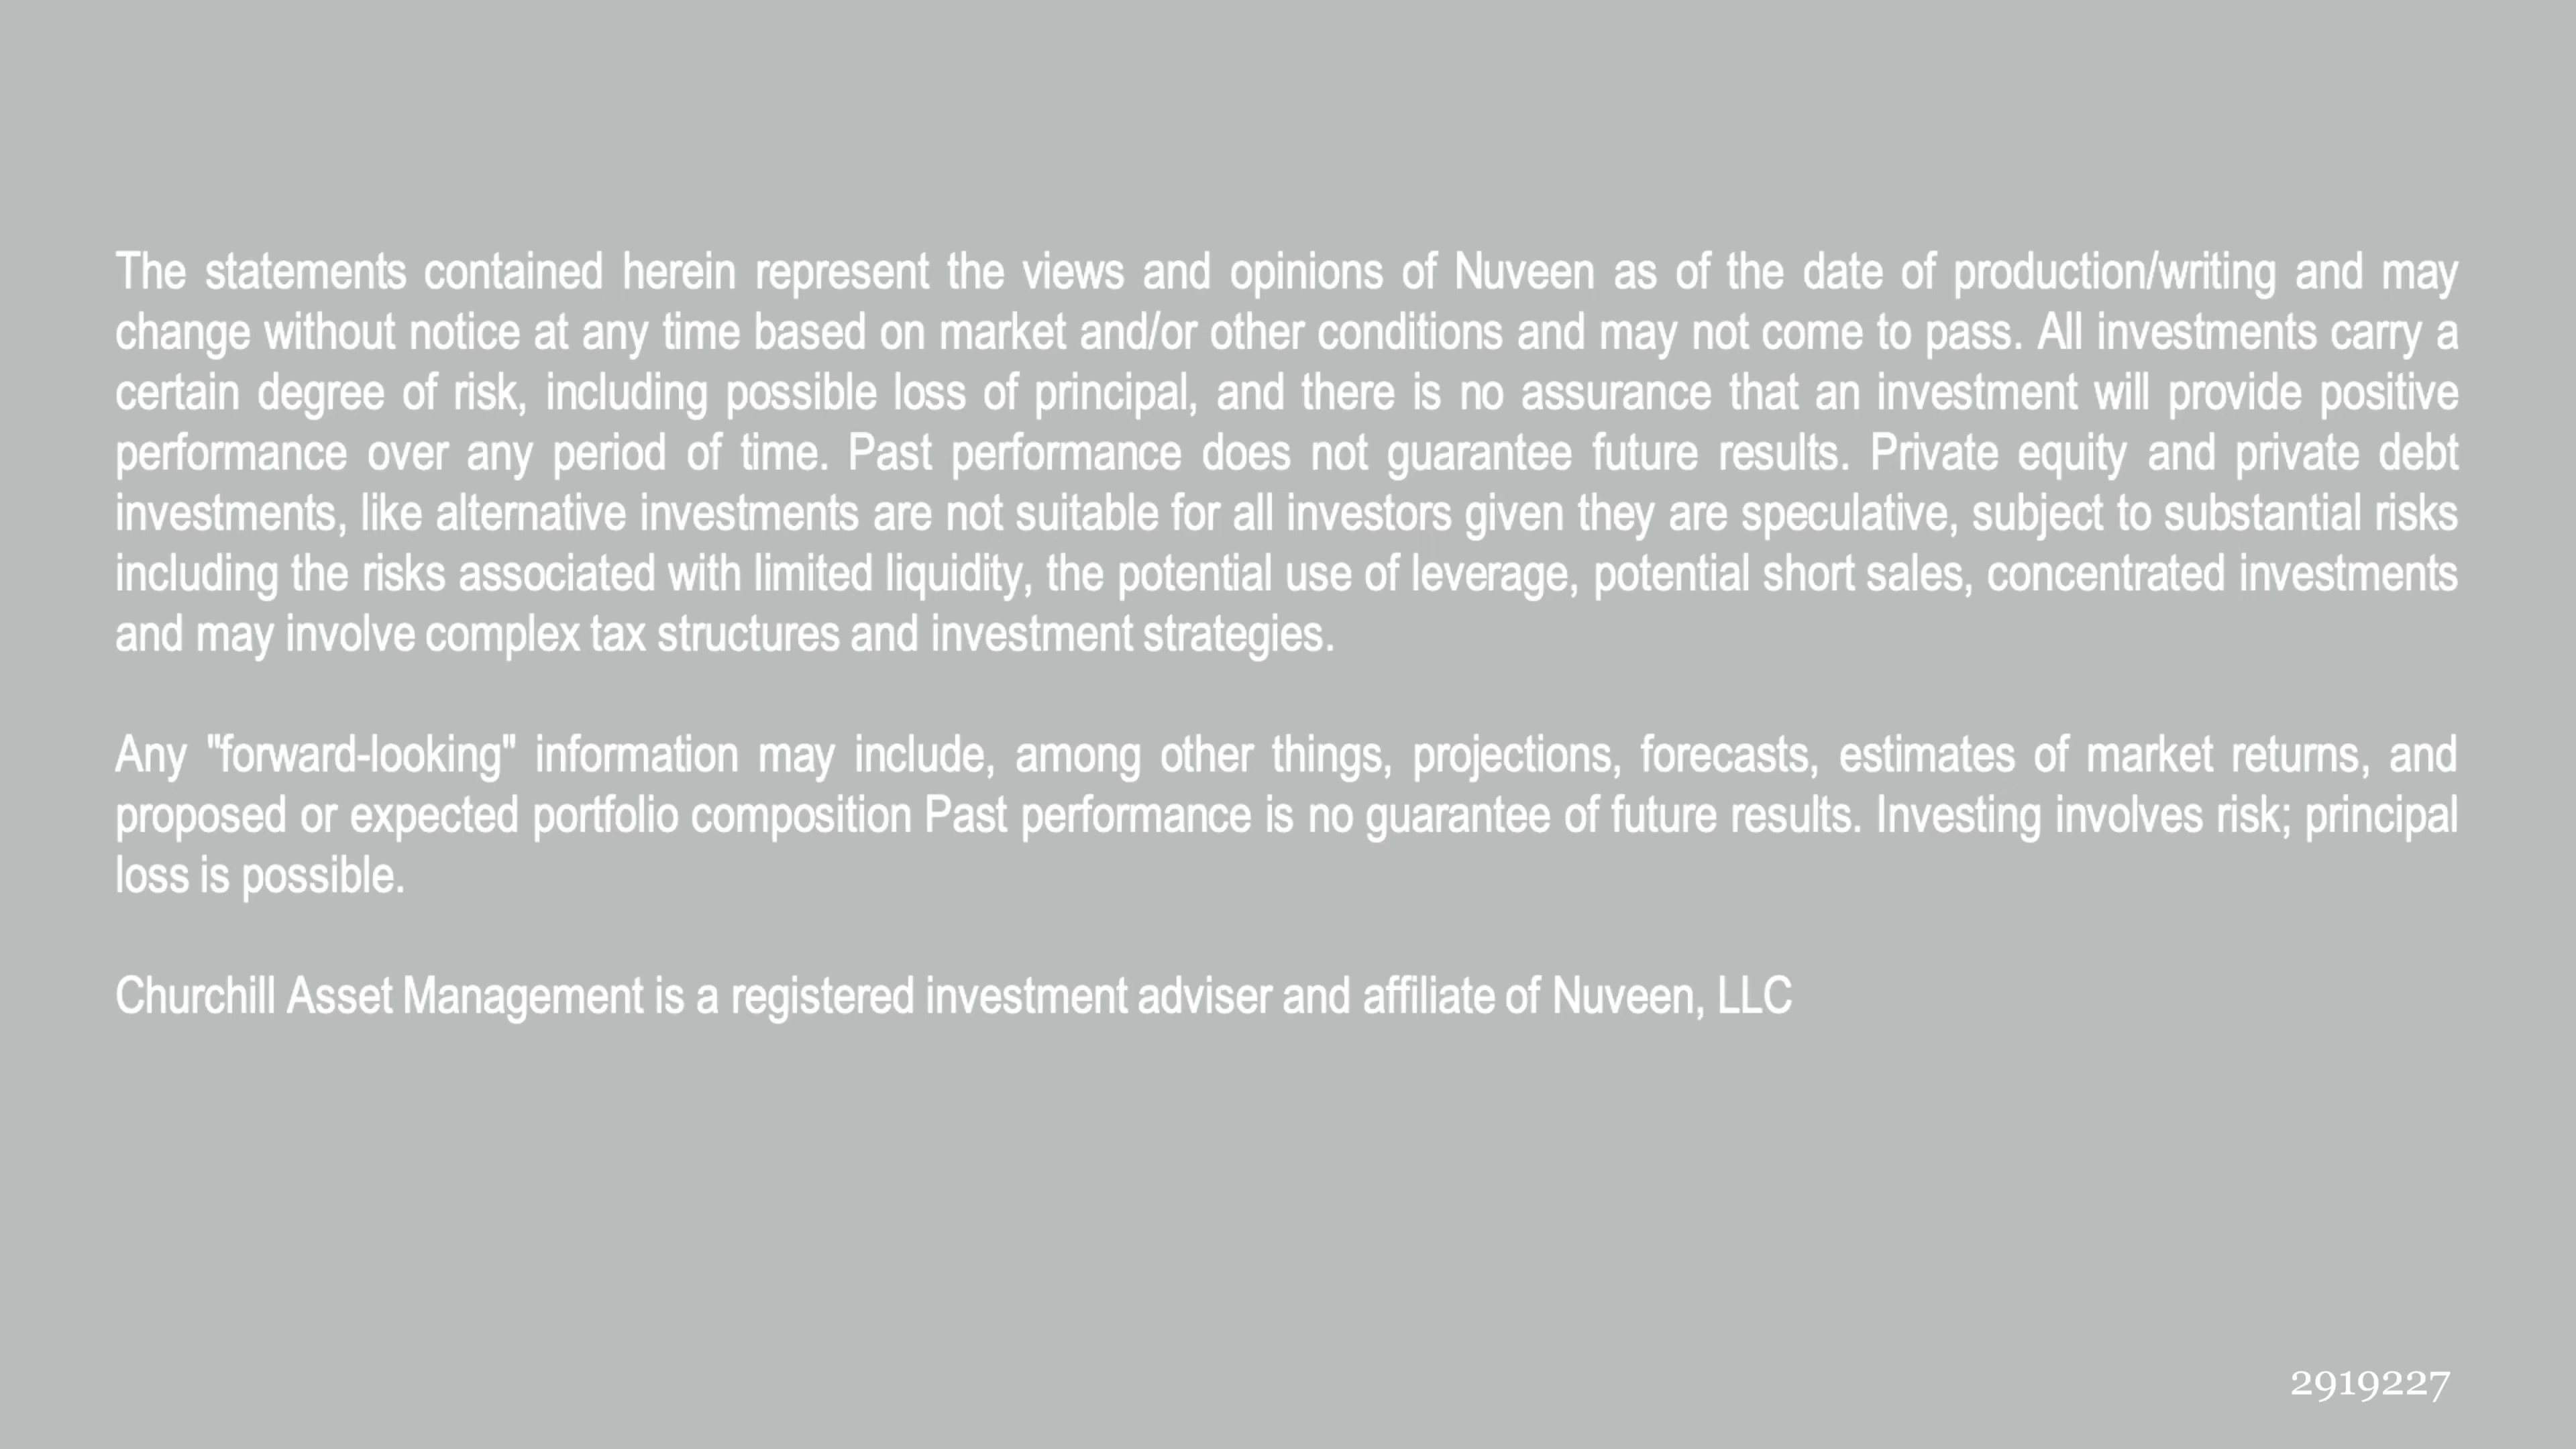 The statements contained herein represent the views and opinions of Nuveen as of the date of production/writing and may
change without notice at any time based on market and/or other conditions and may not come to pass. All investments carry a
certain degree of risk, including possible loss of principal, and there is no assurance that an investment will provide positive
performance over any period of time. Past performance does not guarantee future results. Private equity and private debt
investments, like alternative investments are not suitable for all investors given they are speculative, subject to substantial risks
including the risks associated with limited liquidity, the potential use of leverage, potential short sales, concentrated investments
and may involve complex tax structures and investment strategies.
Any "forward-looking" information may include, among other things, projections, forecasts, estimates of market returns, and
proposed or expected portfolio composition Past performance is no guarantee of future results. Investing involves risk; principal
loss is possible.
Churchill Asset Management is a registered investment adviser and affiliate of Nuveen, LLC
2919227